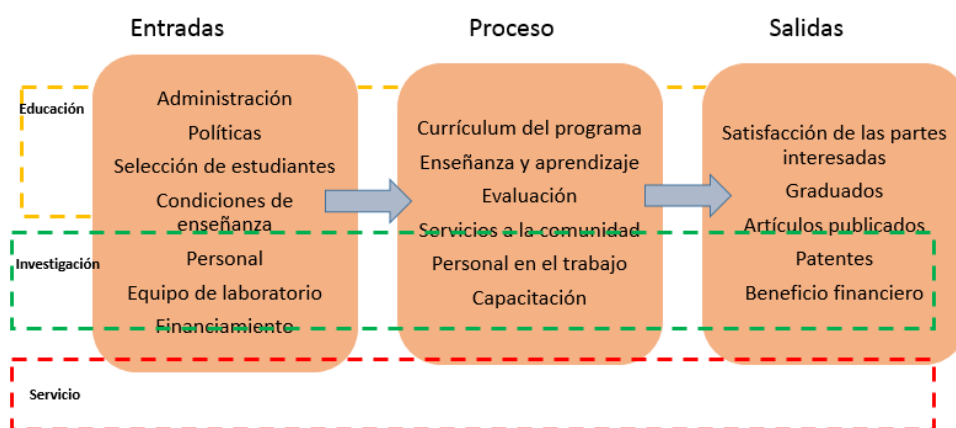 Entradas
Proceso
Salidas
Educación
Administración
Políticas
Selección de estudiantes
Condiciones de
enseñanza
Personal
Equipo de laboratorio
Financiamiento
Currículum del programa
Enseñanza y aprendizaje
Evaluación
Servicios a la comunidad
Personal en el trabajo
Capacitación
Satisfacción de las partes
interesadas
Graduados
Artículos publicados
Patentes
Beneficio financiero
Investigación
Servicio